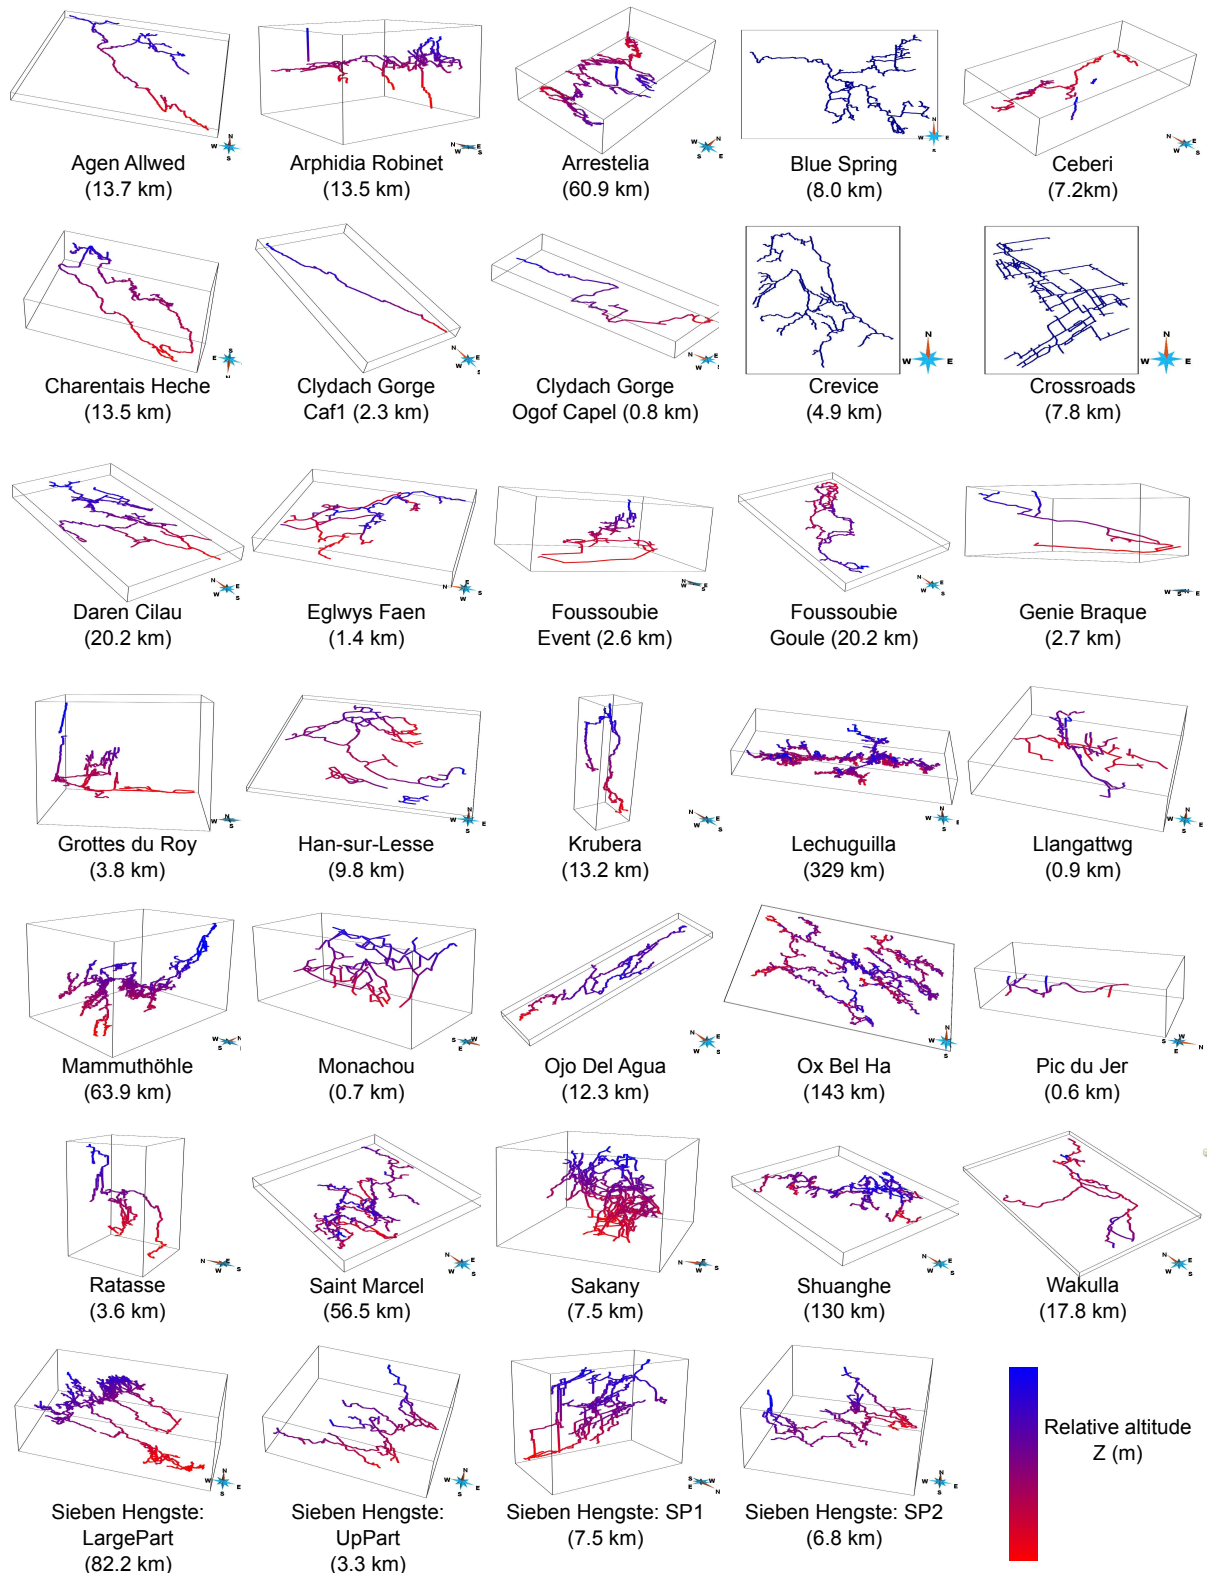 Agen Allwed
(13.7 km)
Arphidia Robinet
(13.5 km)
Arrestelia
(60.9 km)
Blue Spring
(8.0 km)
Ceberi
(7.2km)
Charentais Heche
(13.5 km)
Clydach Gorge
Caf1 (2.3 km)
Clydach Gorge
Ogof Capel (0.8 km)
Crevice
(4.9 km)
N
W E
S
Crossroads
(7.8 km)
N
W E
S
Daren Cilau
(20.2 km)
Eglwys Faen
(1.4 km)
Foussoubie
Event (2.6 km)
Foussoubie
Goule (20.2 km)
Genie Braque
(2.7 km)
Grottes du Roy
(3.8 km)
Han-sur-Lesse
(9.8 km)
Krubera
(13.2 km)
Lechuguilla
(329 km)
Llangattwg
(0.9 km)
Mammuthöhle
(63.9 km)
Monachou
(0.7 km)
Ojo Del Agua
(12.3 km)
Ox Bel Ha
(143 km)
Pic du Jer
(0.6 km)
Ratasse
(3.6 km)
Saint Marcel
(56.5 km)
Sakany
(7.5 km)
Shuanghe
(130 km)
Wakulla
(17.8 km)
Sieben Hengste:
LargePart
(82.2 km)
Sieben Hengste:
UpPart
(3.3 km)
Sieben Hengste: SP1
(7.5 km)
Sieben Hengste: SP2
(6.8 km)
Relative altitude
Z (m)